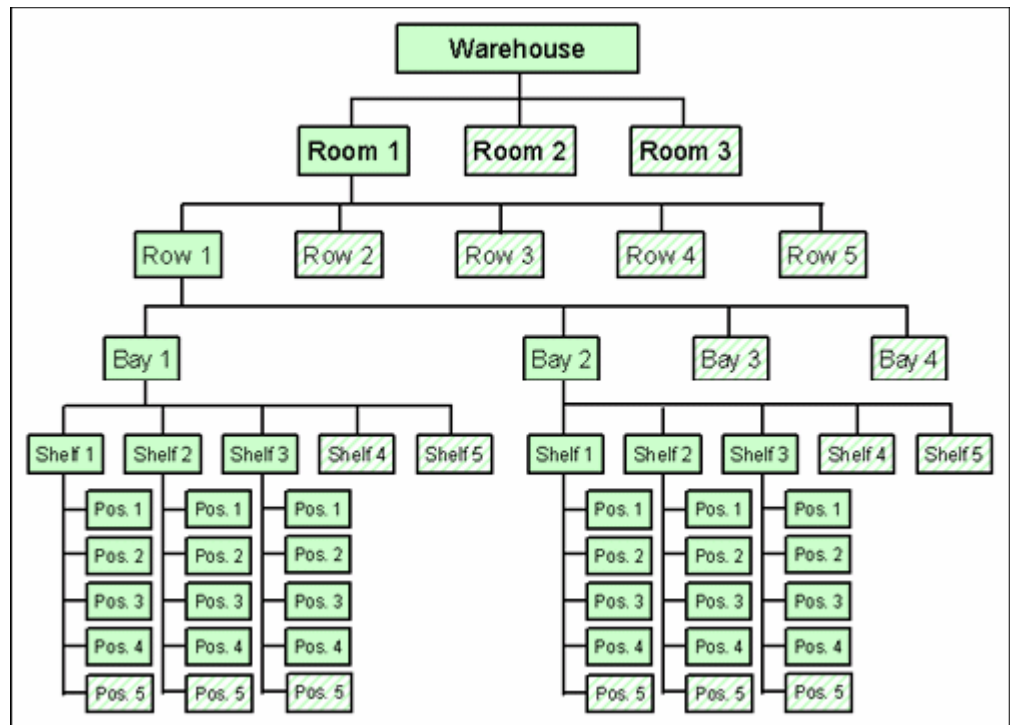 Warehouse
Room 1 Room 2 Room 3
Row 1 Row 2 Row 3 Row 4 Row 5
Bay 1 Bay 2 Bay 3 Bay 4
Shelf 1 Shelf 2 Shelf 3 Shelf 4 Shelf 5 Shelf 1 Shelf 2 Shelf 3 Shelf 4 Shelf 5
Pos. 1 Pos. 1 Pos. 1 Pos. 1 Pos. 1 Pos. 1
Pos. 2 Pos. 2 Pos. 2 Pos. 2 Pos. 2 Pos. 2
Pos. 3 Pos. 3 Pos. 3 Pos. 3 Pos. 3 Pos. 3
Pos. 4 Pos. 4 Pos. 4 Pos. 4 Pos. 4 Pos. 4
Pos. 5 Pos. 5 Pos. 5 Pos. 5 Pos. 5 Pos. 5